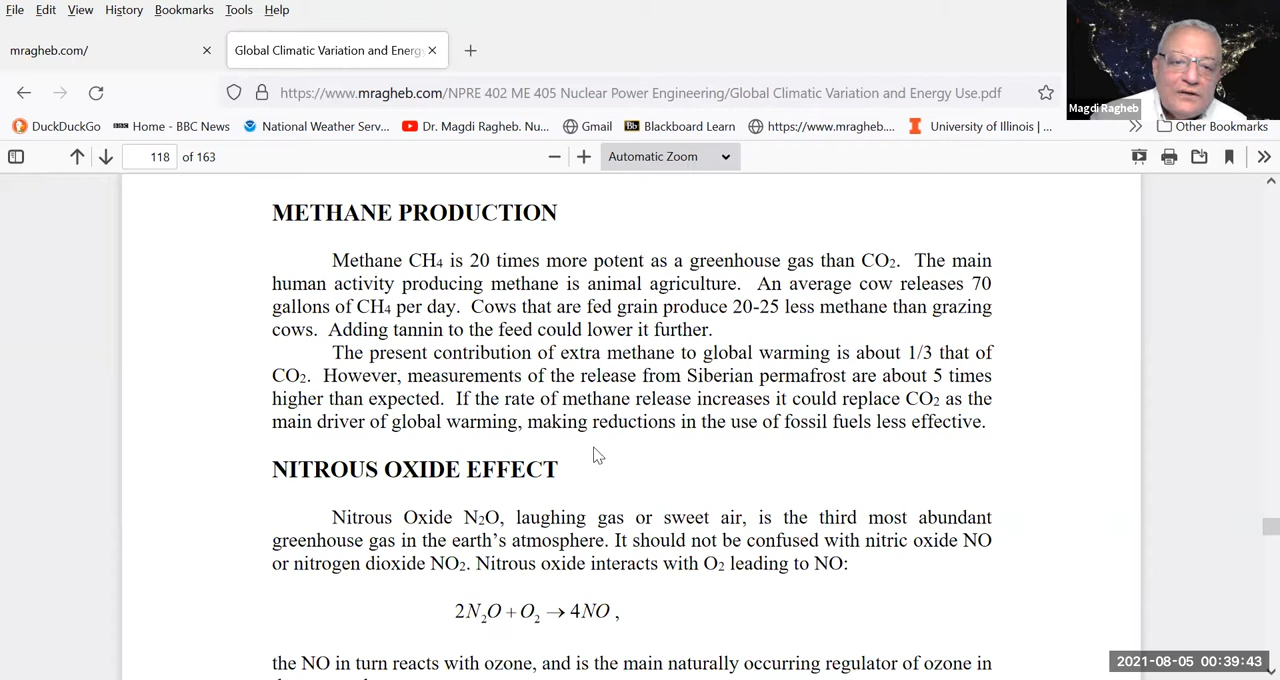 File Edit View History Bookmarks Tools Help
mragheb.com/
Global Climatic Variation and Energ
https://www.mragheb.com/NPRE 402 ME 405 Nuclear Power Engineering/Global Climatic Variation and Energy Use.pdf
Magdi Ragheb
DuckDuckGo BBC Home - BBC News National Weather Serv... Dr. Magdi Ragheb. Nu... Gmail Bb Blackboard Learn https://www.mragheb.... University of Illinois | ... Other Bookmarks
118 of 163 Automatic Zoom
METHANE PRODUCTION
Methane CH4 is 20 times more potent as a greenhouse gas than CO2. The main
human activity producing methane is animal agriculture. An average cow releases 70
gallons of CH4 per day. Cows that are fed grain produce 20-25 less methane than grazing
cows. Adding tannin to the feed could lower it further.
The present contribution of extra methane to global warming is about 1/3 that of
CO2. However, measurements of the release from Siberian permafrost are about 5 times
higher than expected. If the rate of methane release increases it could replace CO2 as the
main driver of global warming, making reductions in the use of fossil fuels less effective.
NITROUS OXIDE EFFECT
Nitrous Oxide N2O, laughing gas or sweet air, is the third most abundant
greenhouse gas in the earth's atmosphere. It should not be confused with nitric oxide NO
or nitrogen dioxide NO2. Nitrous oxide interacts with O2 leading to NO:
2N₂O + O₂ → 4NO ,
the NO in turn reacts with ozone, and is the main naturally occurring regulator of ozone in
2021-08-05 00:39:43